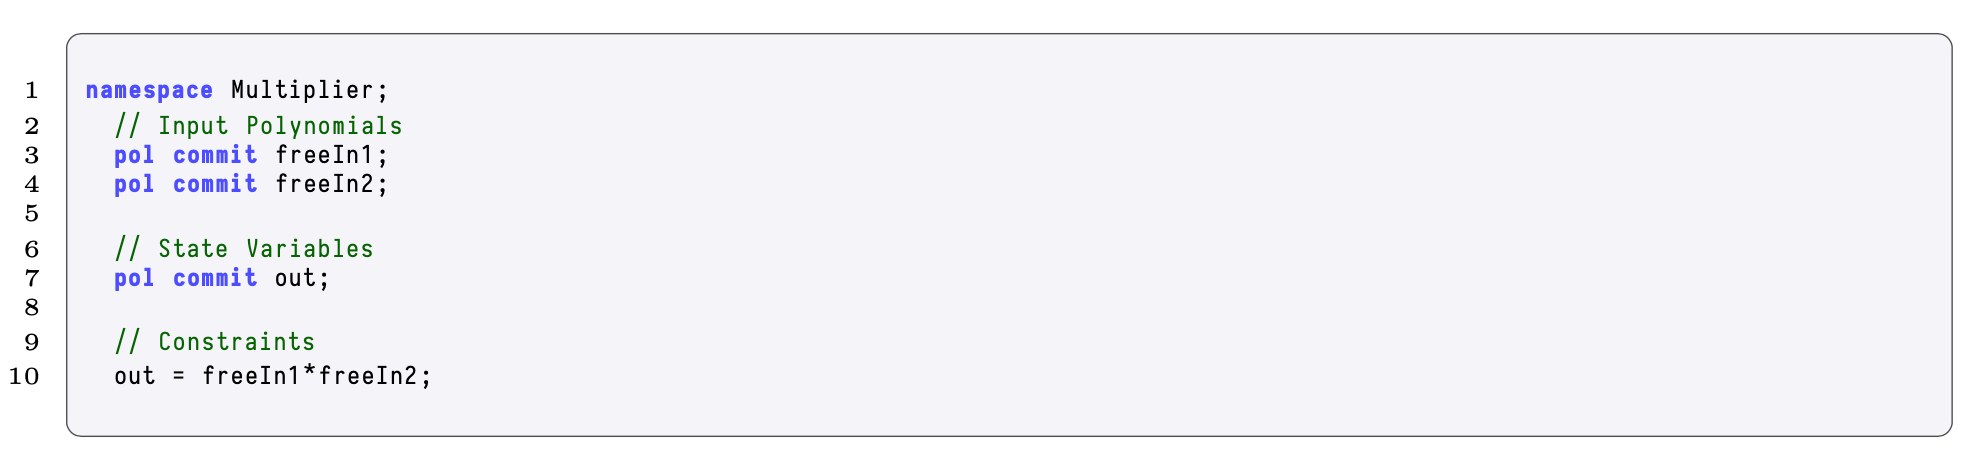 1 namespace Multiplier;
2 // Input Polynomials
3 pol commit freeIn1;
4 pol commit freeIn2;
5
6 // State Variables
7 pol commit out;
8
9 // Constraints
10 out = freeIn1*freeIn2;